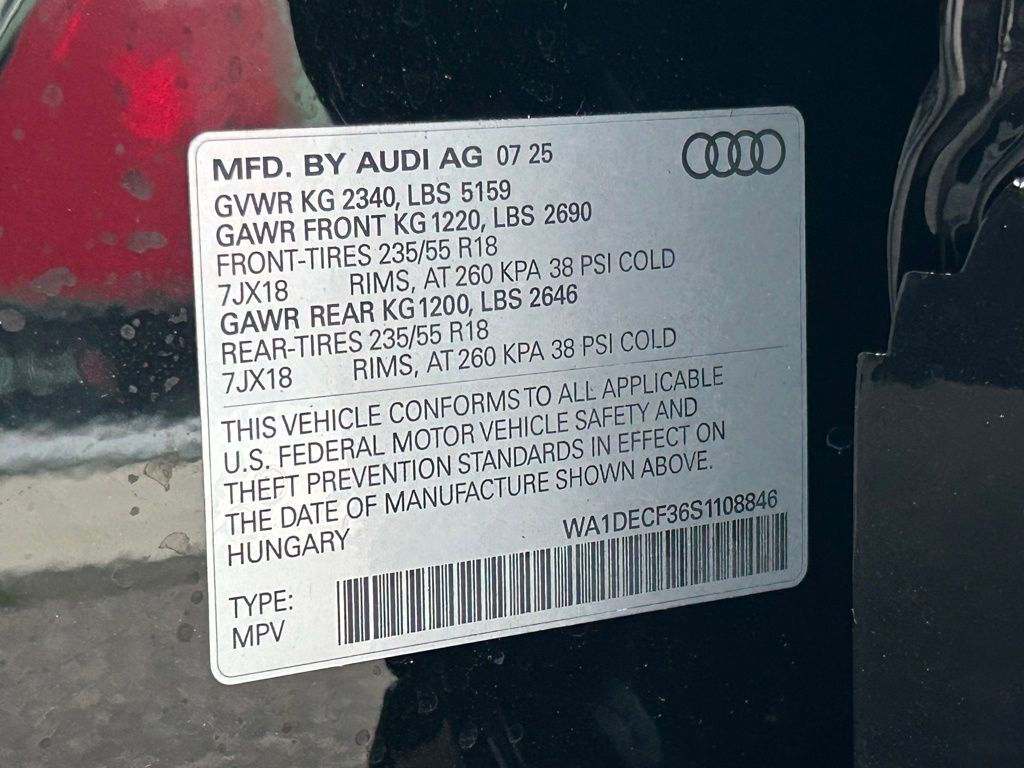 MFD. BY AUDI AG 07 25
GVWR KG 2340, LBS 5159
GAWR FRONT KG 1220, LBS 2690
FRONT-TIRES 235/55 R18
7JX18 RIMS, AT 260 KPA 38 PSI COLD
GAWR REAR KG 1200, LBS 2646
REAR-TIRES 235/55 R18
7JX18 RIMS, AT 260 KPA 38 PSI COLD
THIS VEHICLE CONFORMS TO ALL APPLICABLE
U.S. FEDERAL MOTOR VEHICLE SAFETY AND
THEFT PREVENTION STANDARDS IN EFFECT ON
THE DATE OF MANUFACTURE SHOWN ABOVE.
HUNGARY WA1DECF36S1108846
TYPE:
MPV